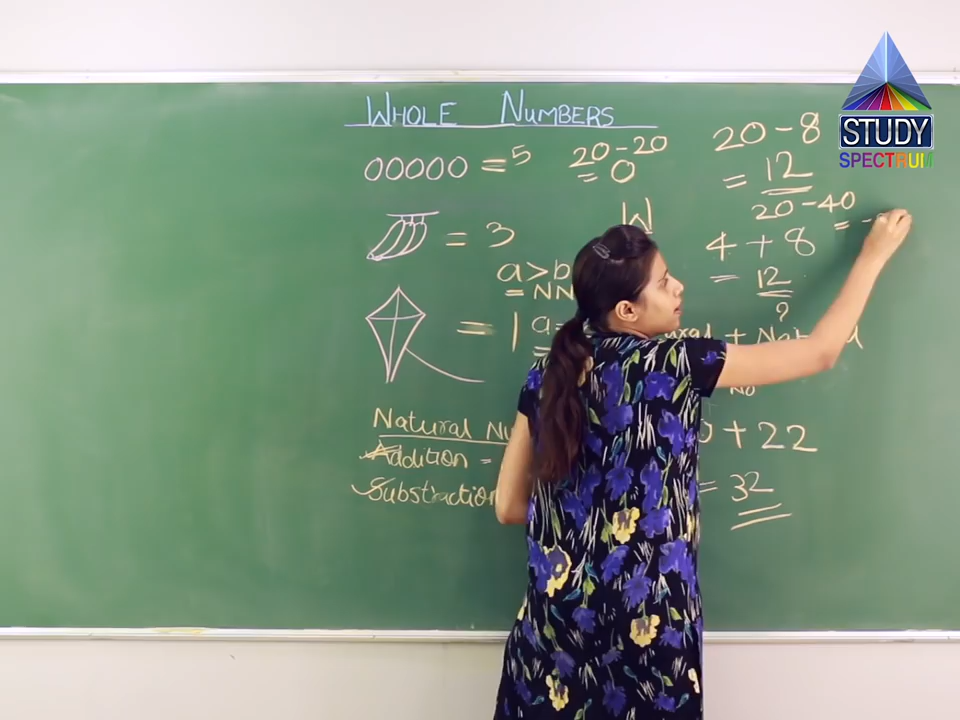 WHOLE NUMBERS
00000 = 5
20 - 20
= 0
20 - 8
= 12
20 - 40
= -
W
= 3
4 + 8
= 12
a > b
= NN
?
= 1
a =
+
Natural
No
+ 22
= 32
Addition -
Substraction
STUDY
SPECTRUM